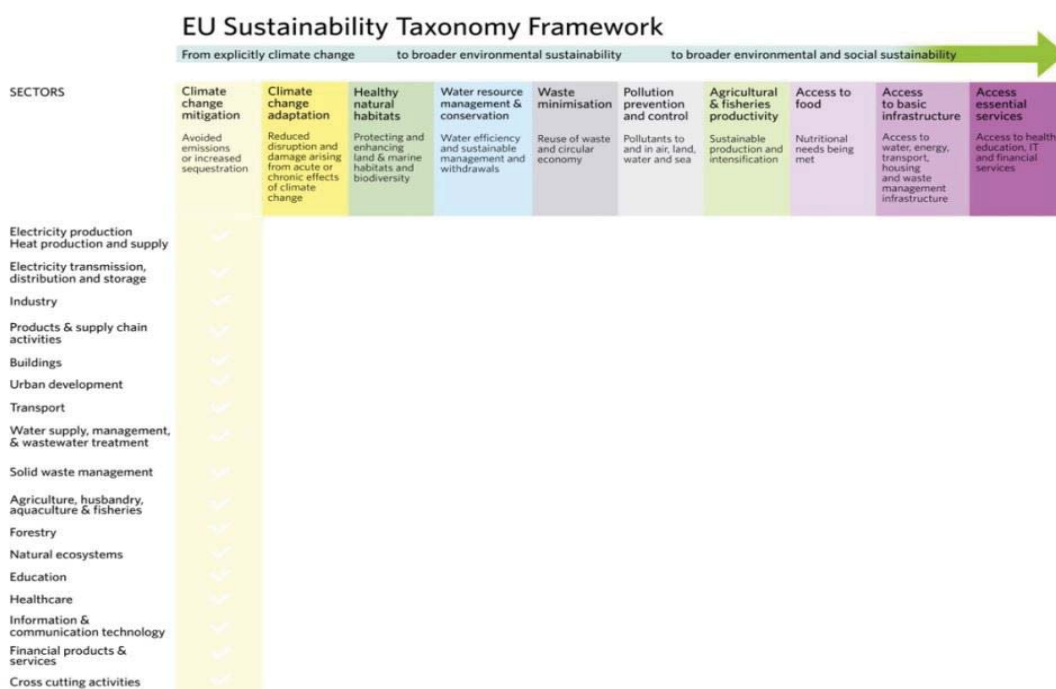 EU Sustainability Taxonomy Framework
From explicitly climate change to broader environmental sustainability to broader environmental and social sustainability
SECTORS
Climate
change
mitigation
Avoided
emissions
or increased
sequestration
Climate
change
adaptation
Reduced
disruption and
damage arising
from acute or
chronic effects
of climate
change
Healthy
natural
habitats
Protecting and
enhancing
land & marine
habitats and
biodiversity
Water resource
management &
conservation
Water efficiency
and sustainable
management and
withdrawals
Waste
minimisation
Reuse of waste
and circular
economy
Pollution
prevention
and control
Pollutants to
and in air, land,
water and sea
Agricultural
& fisheries
productivity
Sustainable
production and
intensification
Access to
food
Nutritional
needs being
met
Access
to basic
infrastructure
Access to
water, energy,
transport,
housing
and waste
management
infrastructure
Access
essential
services
Access to health
education, IT
and financial
services
Electricity production
Heat production and supply
Electricity transmission,
distribution and storage
Industry
Products & supply chain
activities
Buildings
Urban development
Transport
Water supply, management,
& wastewater treatment
Solid waste management
Agriculture, husbandry,
aquaculture & fisheries
Forestry
Natural ecosystems
Education
Healthcare
Information &
communication technology
Financial products &
services
Cross cutting activities